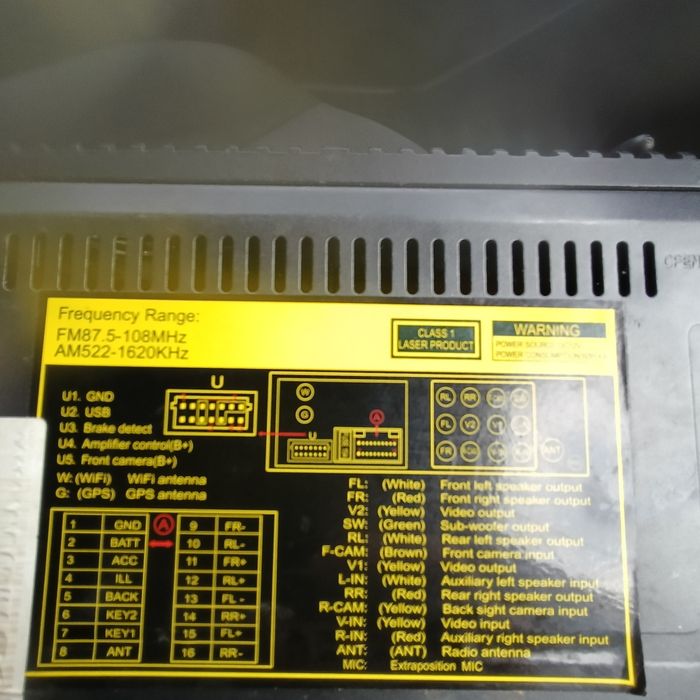 Frequency Range:
FM87.5-108MHz
AM522-1620KHz
CLASS 1
LASER PRODUCT
WARNING
POWER SOURCE
POWER CONSUMPTION
U
U1. GND
U2. USB
U3. Brake detect
U4. Amplifier control(B+)
U5. Front camera(B+)
W: (WiFi) WiFi antenna
G: (GPS) GPS antenna
W
G
U
A
RL RR
FL V2 V1
FR
ANT
1 GND A 9 FR-
2 BATT 10 RL-
3 ACC 11 FR+
4 ILL 12 RL+
5 BACK 13 FL -
6 KEY2 14 RR+
7 KEY1 15 FL+
8 ANT 16 RR-
FL: (White) Front left speaker output
FR: (Red) Front right speaker output
V2: (Yellow) Video output
SW: (Green) Sub-woofer output
RL: (White) Rear left speaker output
F-CAM: (Brown) Front camera input
V1: (Yellow) Video output
L-IN: (White) Auxiliary left speaker input
RR: (Red) Rear right speaker output
R-CAM: (Yellow) Back sight camera input
V-IN: (Yellow) Video input
R-IN: (Red) Auxiliary right speaker input
ANT: (ANT) Radio antenna
MIC: Extraposition MIC